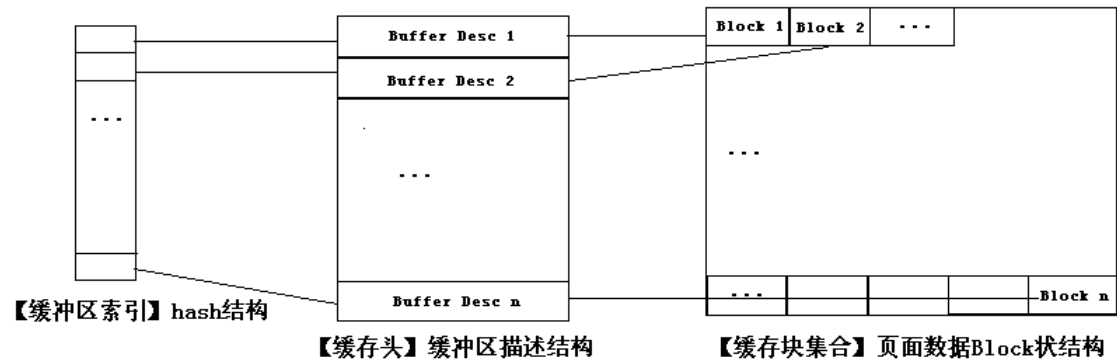 Buffer Desc 1
Block 1
Block 2
...
Buffer Desc 2
...
...
...
...
Buffer Desc n
Block n
【缓冲区索引】hash结构
【缓存头】缓冲区描述结构
【缓存块集合】页面数据Block状结构